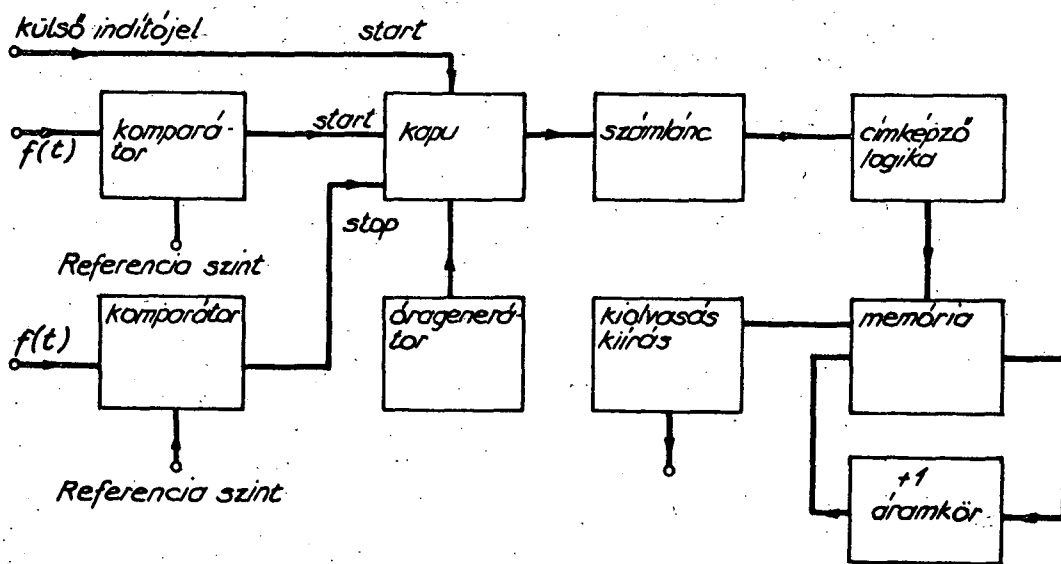 külső indítójel
start
f(t)
kompará-
tor
start
kapu
számlánc
címképző
logika
Referencia szint
stop
f(t)
komparátor
óragenerá-
tor
kiolvasás
kiírás
memória
Referencia szint
+1
áramkör